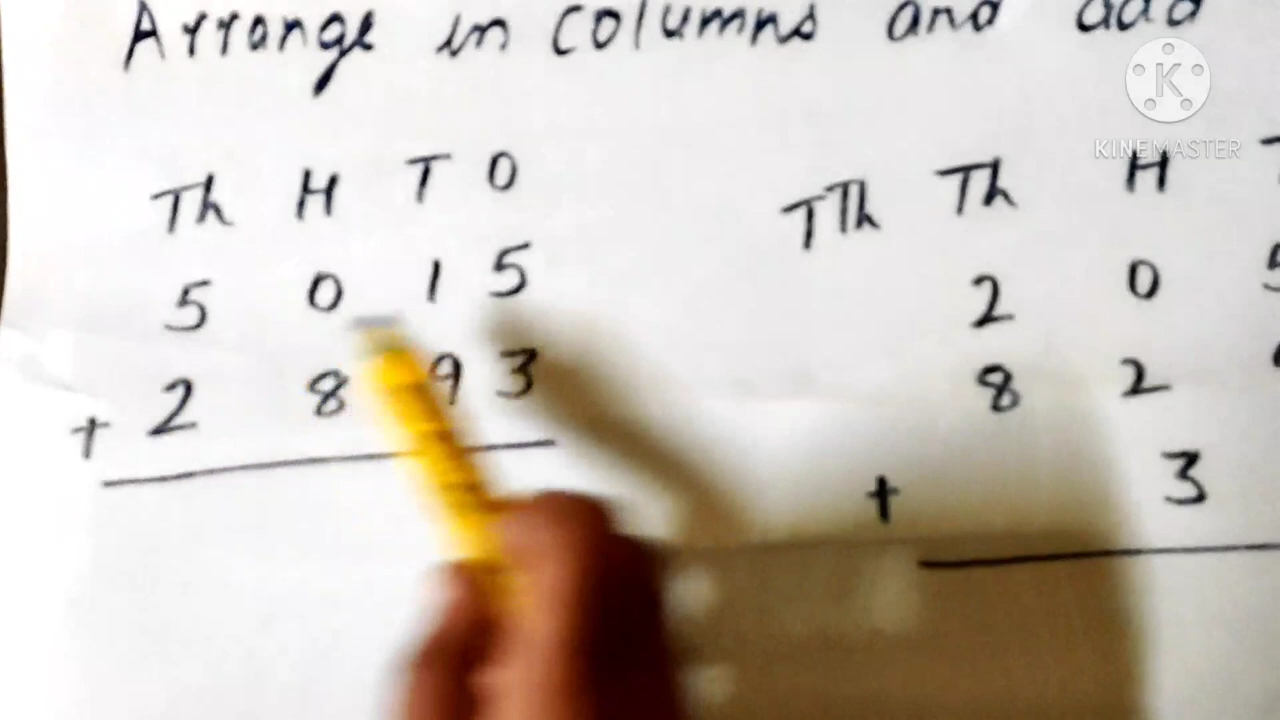 Arrange in columns and add
KINEMASTER
Th H T O
5 0 1 5
+ 2 8 9 3
TTh Th H T
2 0 5
8 2
+ 3